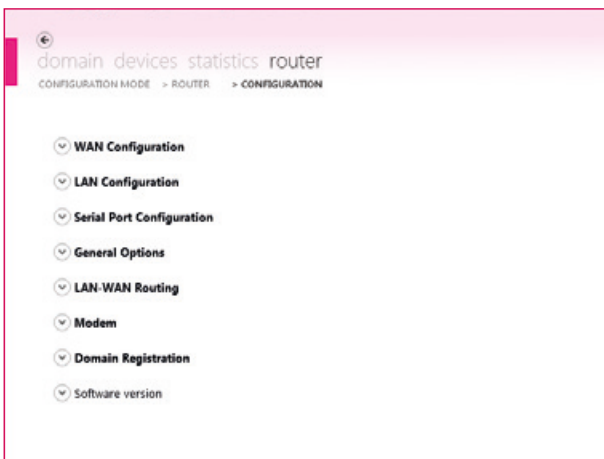 domain devices statistics router
CONFIGURATION MODE > ROUTER > CONFIGURATION
WAN Configuration
LAN Configuration
Serial Port Configuration
General Options
LAN-WAN Routing
Modem
Domain Registration
Software version